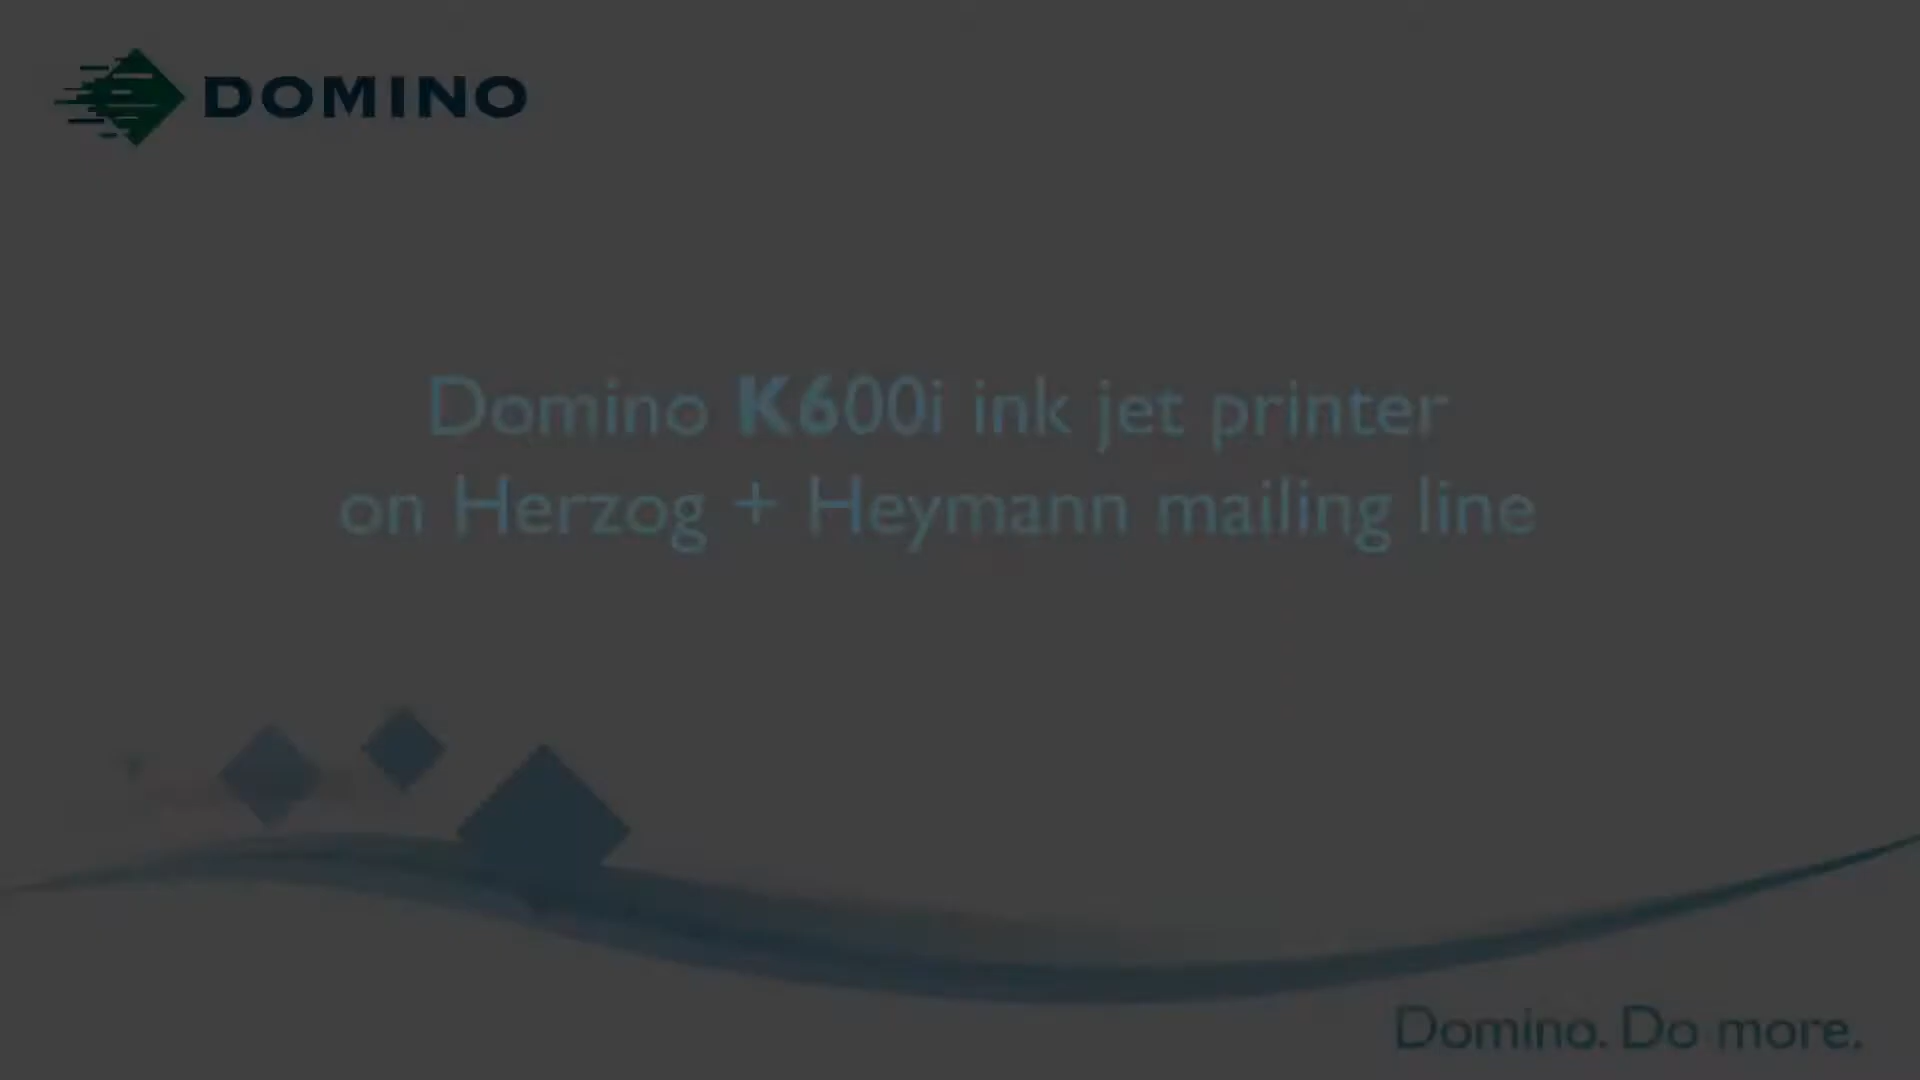 DOMINO
Domino K600i ink jet printer
on Herzog + Heymann mailing line
Domino. Do more.